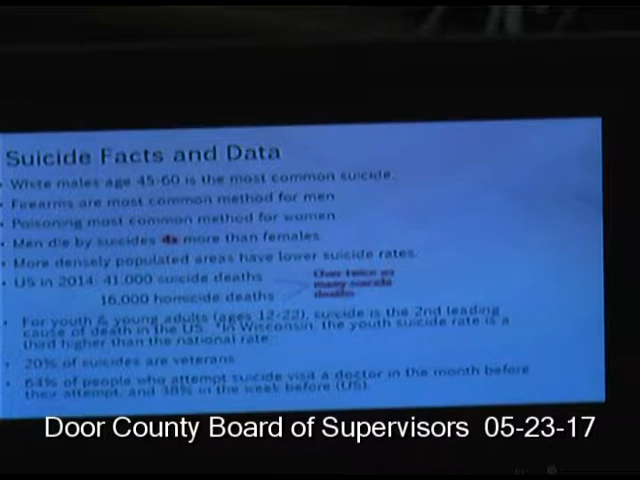 Suicide Facts and Data
• White males age 45-60 is the most common suicide.
• Firearms are most common method for men
• Poisoning most common method for women
• Men die by suicides 4x more than females
• More densely populated areas have lower suicide rates.
• US in 2014: 41,000 suicide deaths
16,000 homicide deaths
Over twice as
many suicide
deaths
• For youth & young adults (ages 12-22), suicide is the 2nd leading
cause of death in the US. *In Wisconsin, the youth suicide rate is a
third higher than the national rate
• 20% of suicides are veterans
• 64% of people who attempt suicide visit a doctor in the month before
their attempt, and 38% in the week before (US).
Door County Board of Supervisors 05-23-17